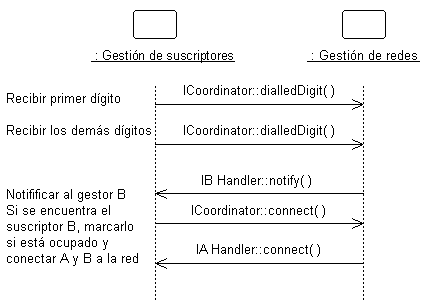 : Gestión de suscriptores
: Gestión de redes
Recibir primer dígito
ICoordinator::dialledDigit( )
Recibir los demás dígitos
ICoordinator::dialledDigit( )
IB Handler::notify( )
Notifificar al gestor B
Si se encuentra el
suscriptor B, marcarlo
si está ocupado y
conectar A y B a la red
ICoordinator::connect( )
IA Handler::connect( )